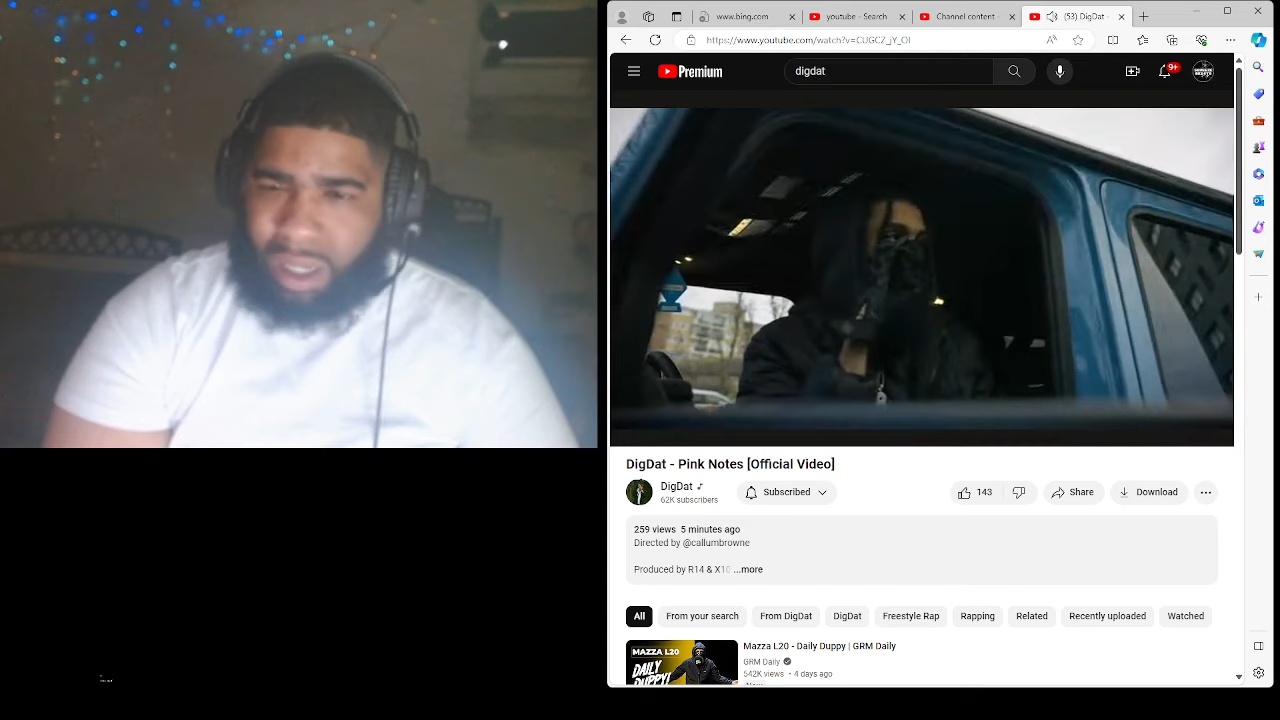 www.bing.com
youtube - Search
Channel content -
(53) DigDat -
https://www.youtube.com/watch?v=CUGCZ_jY_OI
Premium
digdat
9+
DigDat - Pink Notes [Official Video]
DigDat
62K subscribers
Subscribed
143
Share
Download
259 views 5 minutes ago
Directed by @callumbrowne
Produced by R14 & X10 ...more
All
From your search
From DigDat
DigDat
Freestyle Rap
Rapping
Related
Recently uploaded
Watched
MAZZA L20
DAILY
DUPPY!
Mazza L20 - Daily Duppy | GRM Daily
GRM Daily
542K views • 4 days ago